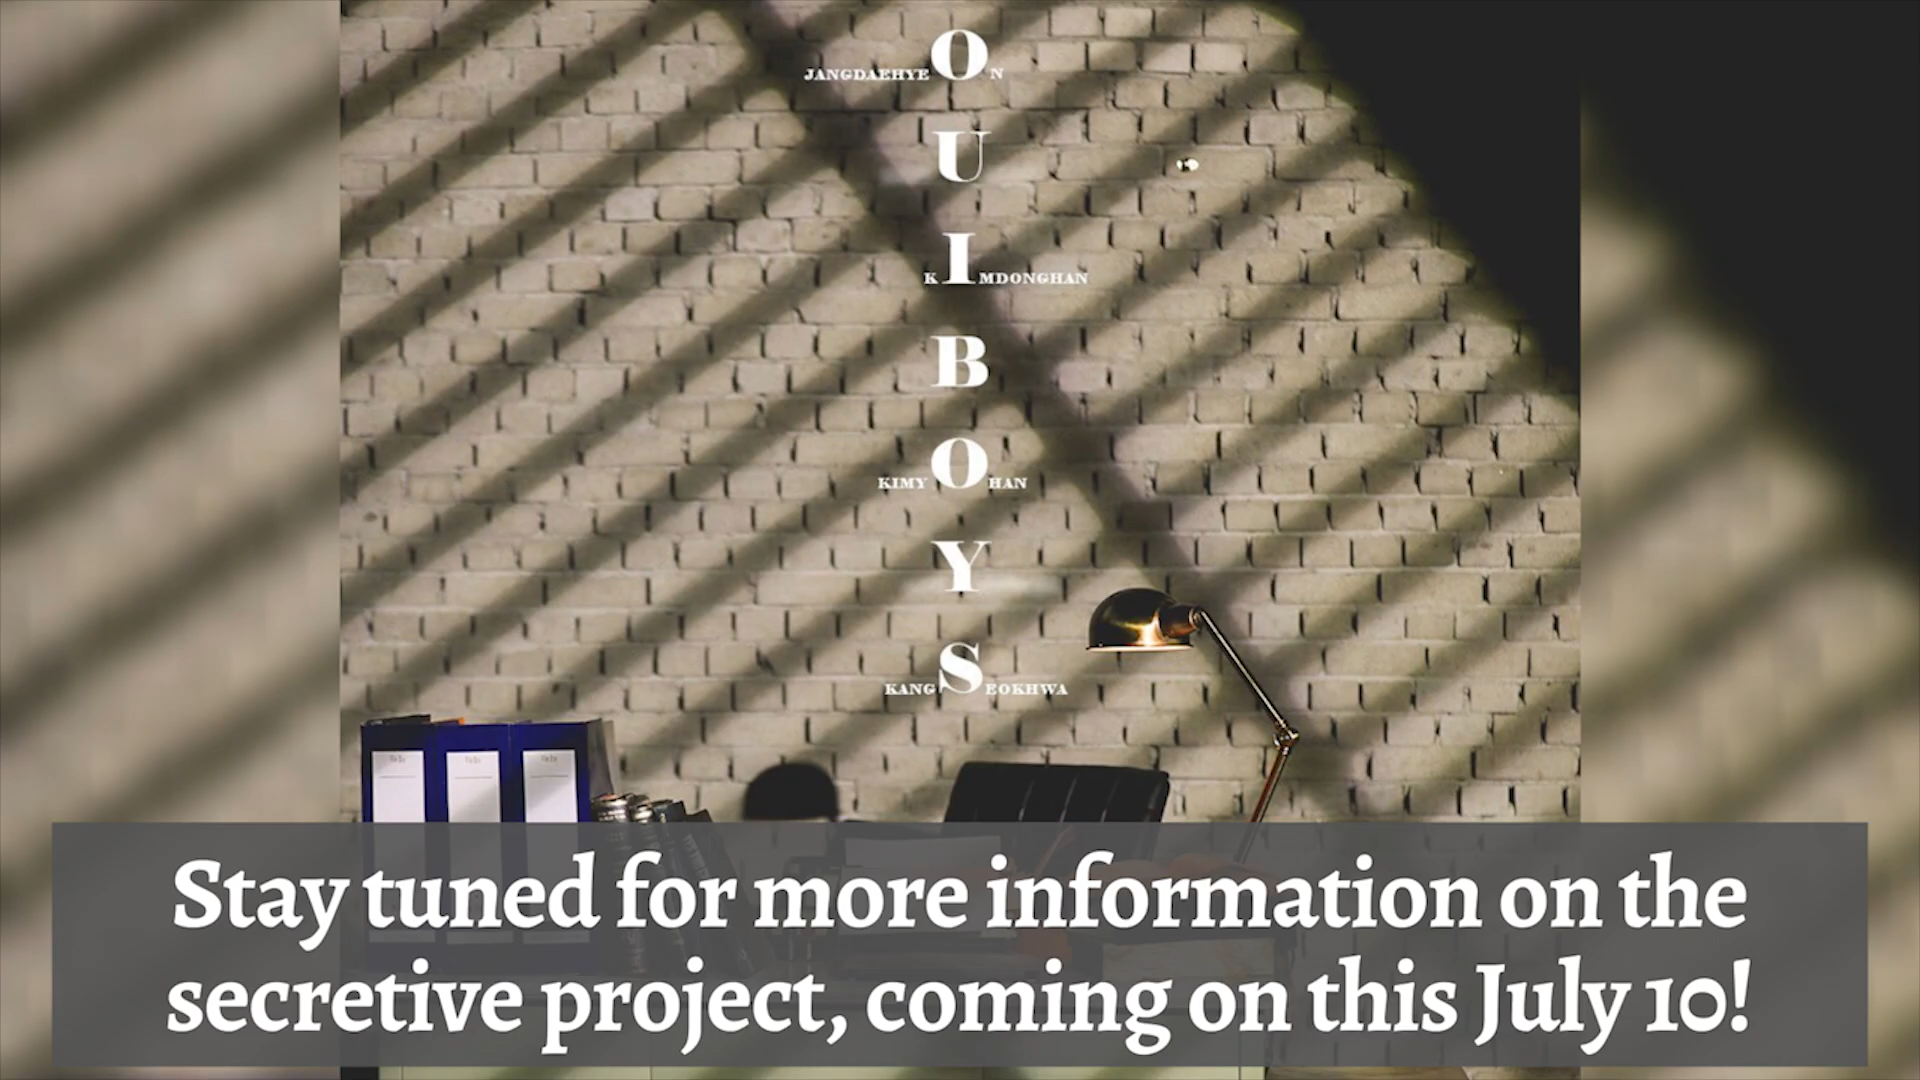 JANGDAEHYEON
U
KIMDONGHAN
B
KIMYOHAN
Y
KANGSEOKHWA
Stay tuned for more information on the
secretive project, coming on this July 10!